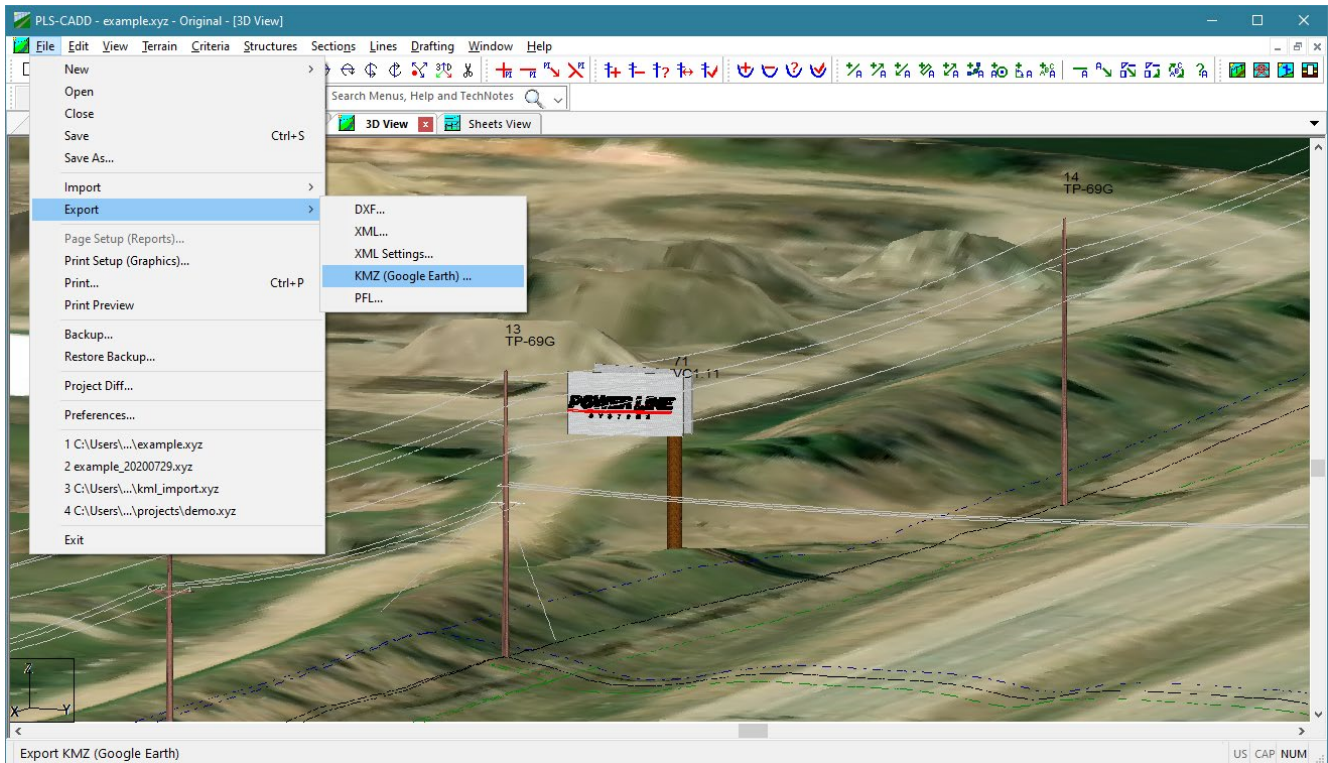 PLS-CADD - example.xyz - Original - [3D View]
File Edit View Terrain Criteria Structures Sections Lines Drafting Window Help
Search Menus, Help and TechNotes
3D View Sheets View
New
Open
Close
Save Ctrl+S
Save As...
Import
Export
Page Setup (Reports)...
Print Setup (Graphics)...
Print... Ctrl+P
Print Preview
Backup...
Restore Backup...
Project Diff...
Preferences...
1 C:\Users\...\example.xyz
2 example_20200729.xyz
3 C:\Users\...\kml_import.xyz
4 C:\Users\...\projects\demo.xyz
Exit
DXF...
XML...
XML Settings...
KMZ (Google Earth) ...
PFL...
14
TP-69G
13
TP-69G
71
POWER LINE
SYSTEMS
Z
X Y
Export KMZ (Google Earth)
US CAP NUM